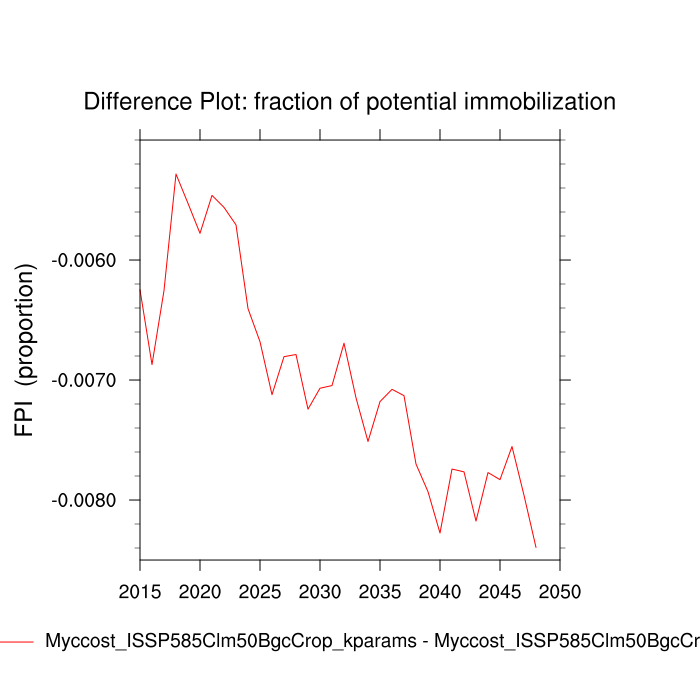 Difference Plot: fraction of potential immobilization
FPI (proportion)
-0.0060
-0.0070
-0.0080
2015 2020 2025 2030 2035 2040 2045 2050
Myccost_ISSP585Clm50BgcCrop_kparams - Myccost_ISSP585Clm50BgcCr